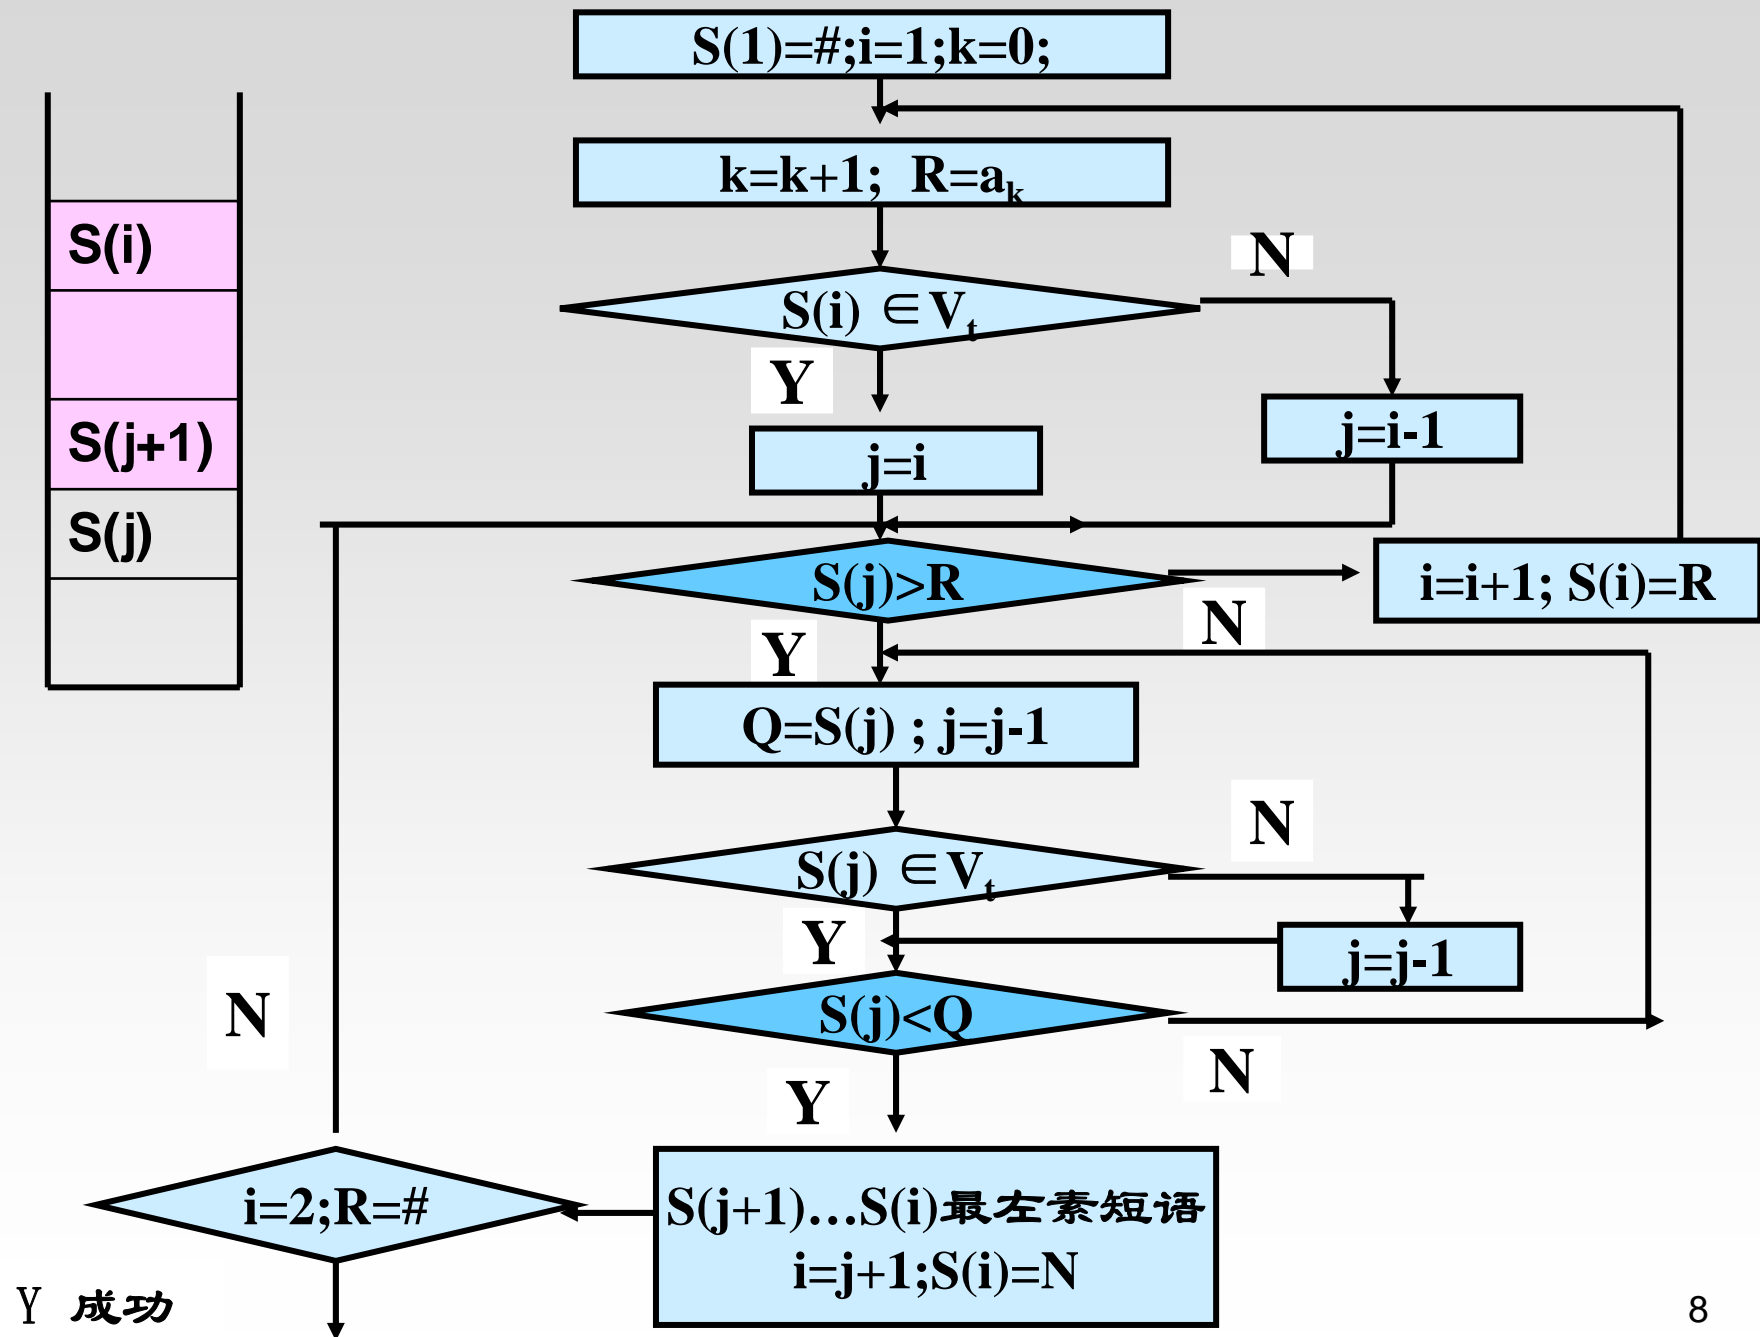 S(1)=#;i=1;k=0;
k=k+1; R=aₖ
S(i) ∈Vₜ
N
Y
j=i
j=i-1
S(j)>R
N
i=i+1; S(i)=R
Y
Q=S(j) ; j=j-1
S(j) ∈Vₜ
N
Y
j=j-1
S(j)<Q
N
Y
S(j+1)…S(i)最左素短语
i=j+1;S(i)=N
i=2;R=#
N
Y 成功
S(i)
S(j+1)
S(j)
8